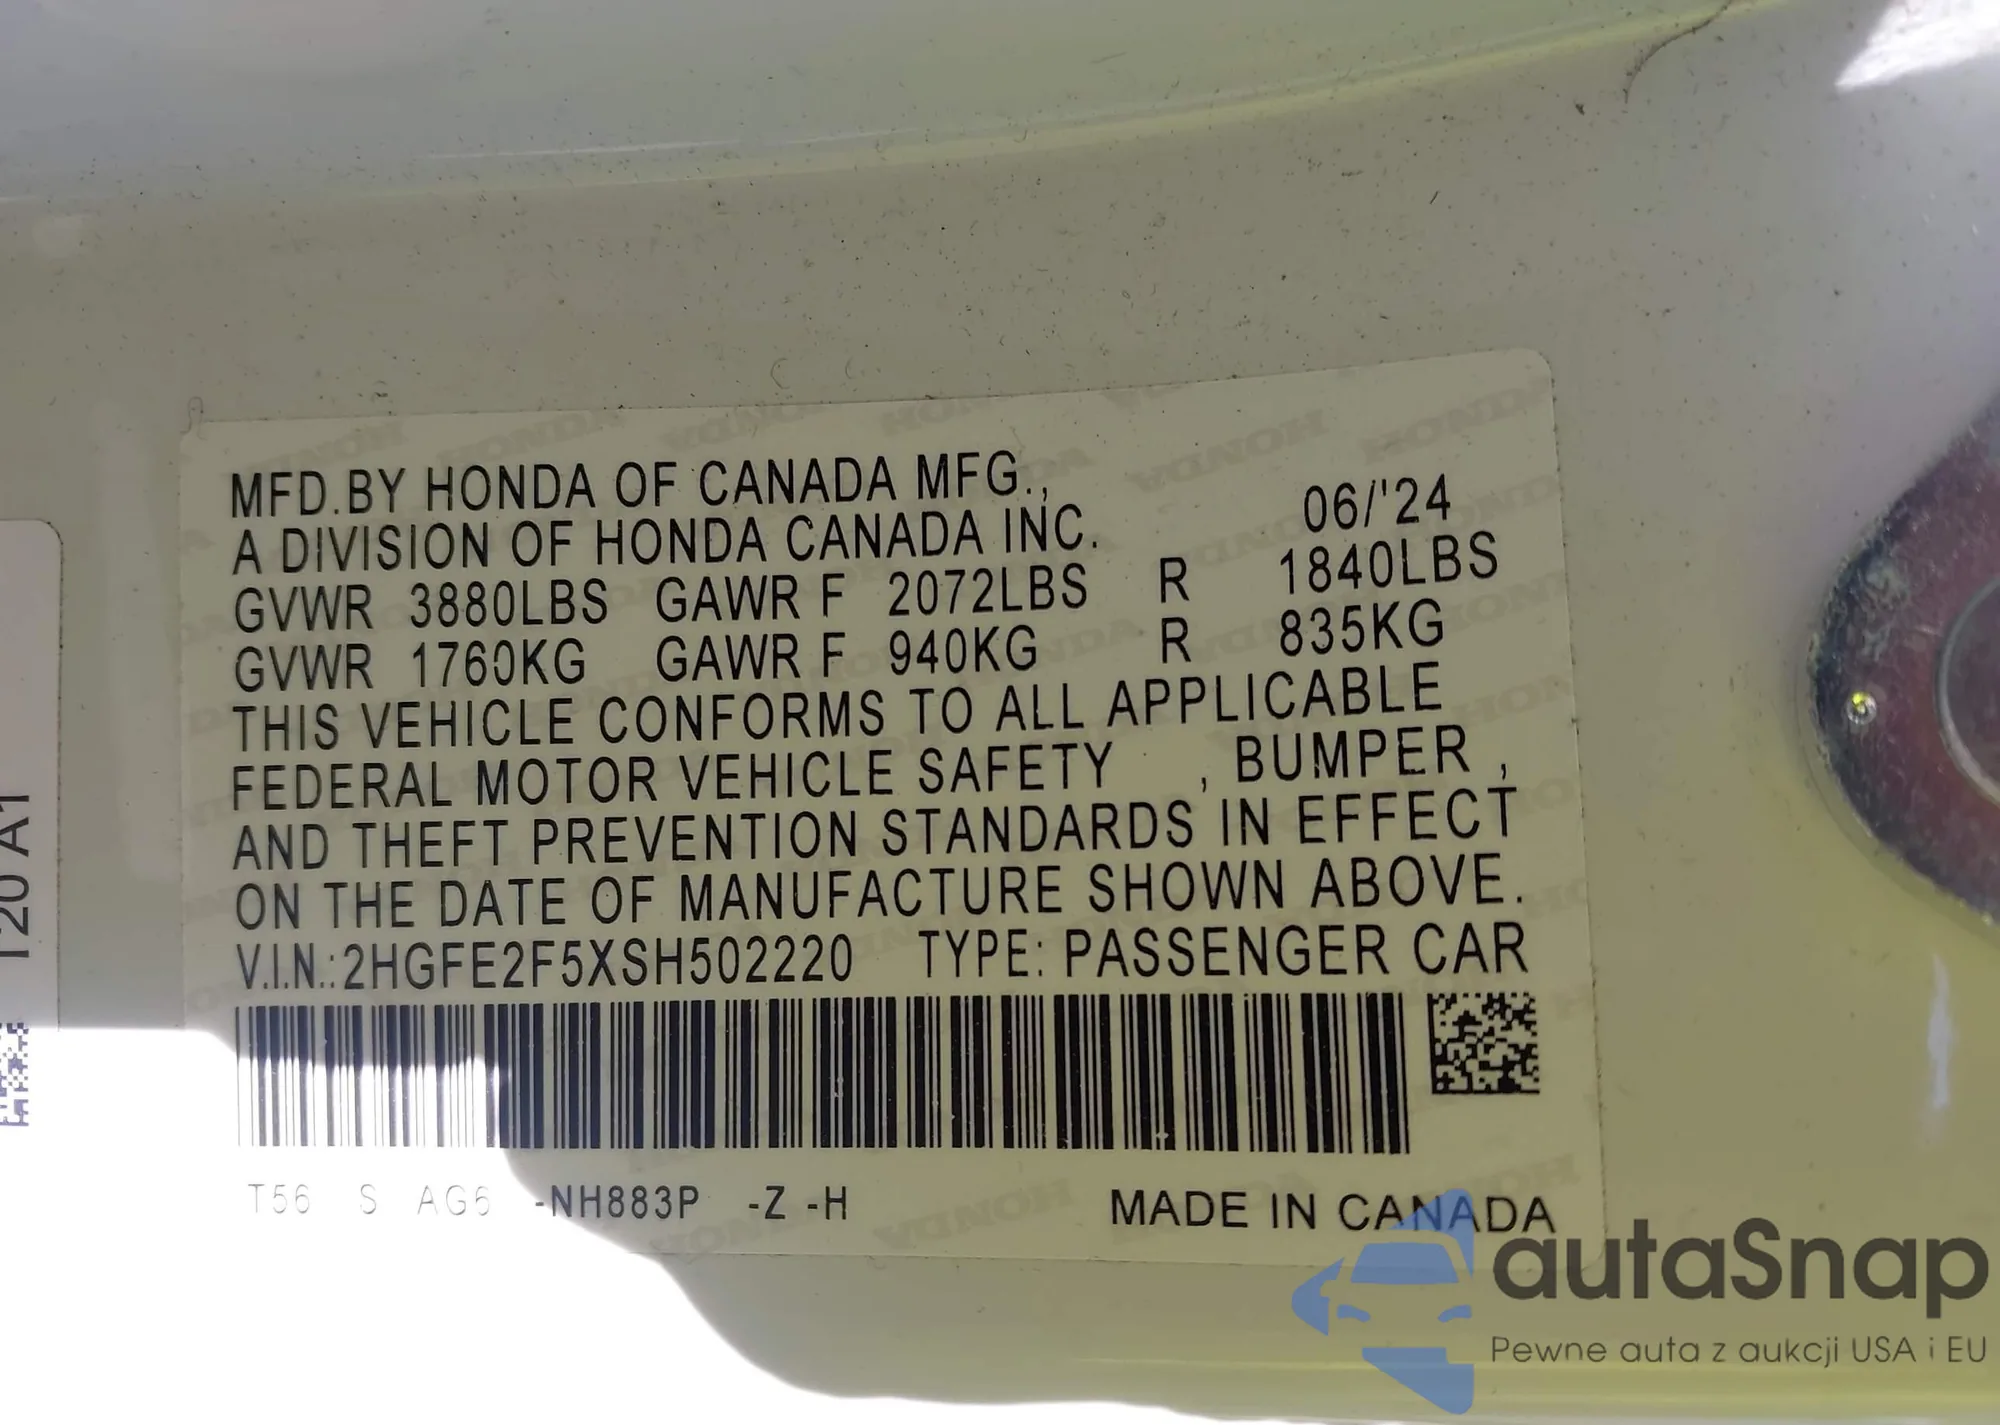 MFD.BY HONDA OF CANADA MFG.,
A DIVISION OF HONDA CANADA INC. 06/'24
GVWR 3880LBS GAWR F 2072LBS R 1840LBS
GVWR 1760KG GAWR F 940KG R 835KG
THIS VEHICLE CONFORMS TO ALL APPLICABLE
FEDERAL MOTOR VEHICLE SAFETY , BUMPER ,
AND THEFT PREVENTION STANDARDS IN EFFECT
ON THE DATE OF MANUFACTURE SHOWN ABOVE.
V.I.N.:2HGFE2F5XSH502220 TYPE: PASSENGER CAR
T56 S AG6 -NH883P -Z -H MADE IN CANADA
T20 A1
autaSnap
Pewne auta z aukcji USA i EU